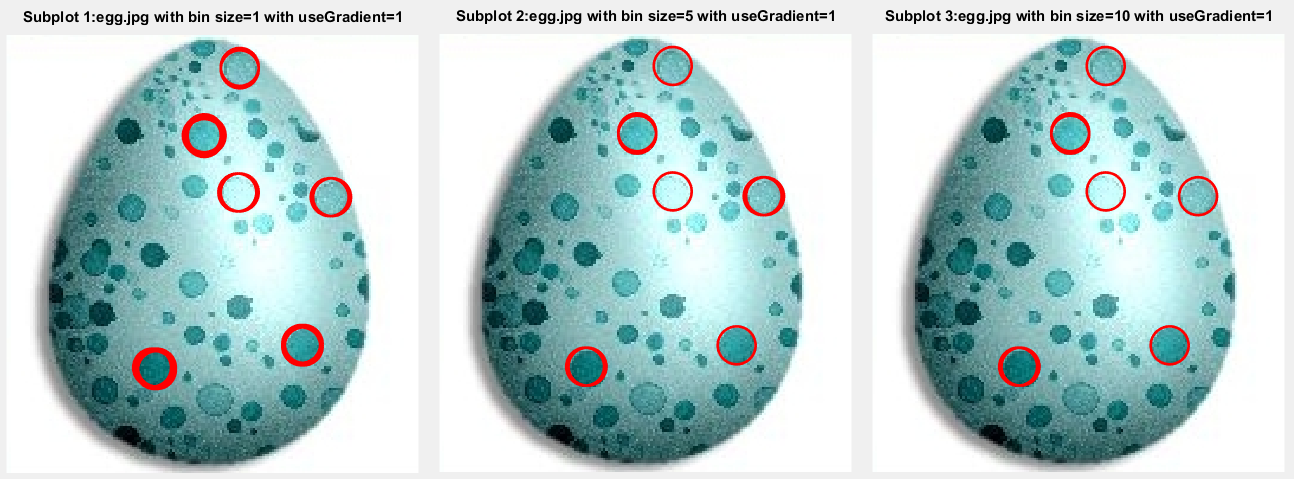 Subplot 1:egg.jpg with bin size=1 with useGradient=1
Subplot 2:egg.jpg with bin size=5 with useGradient=1
Subplot 3:egg.jpg with bin size=10 with useGradient=1